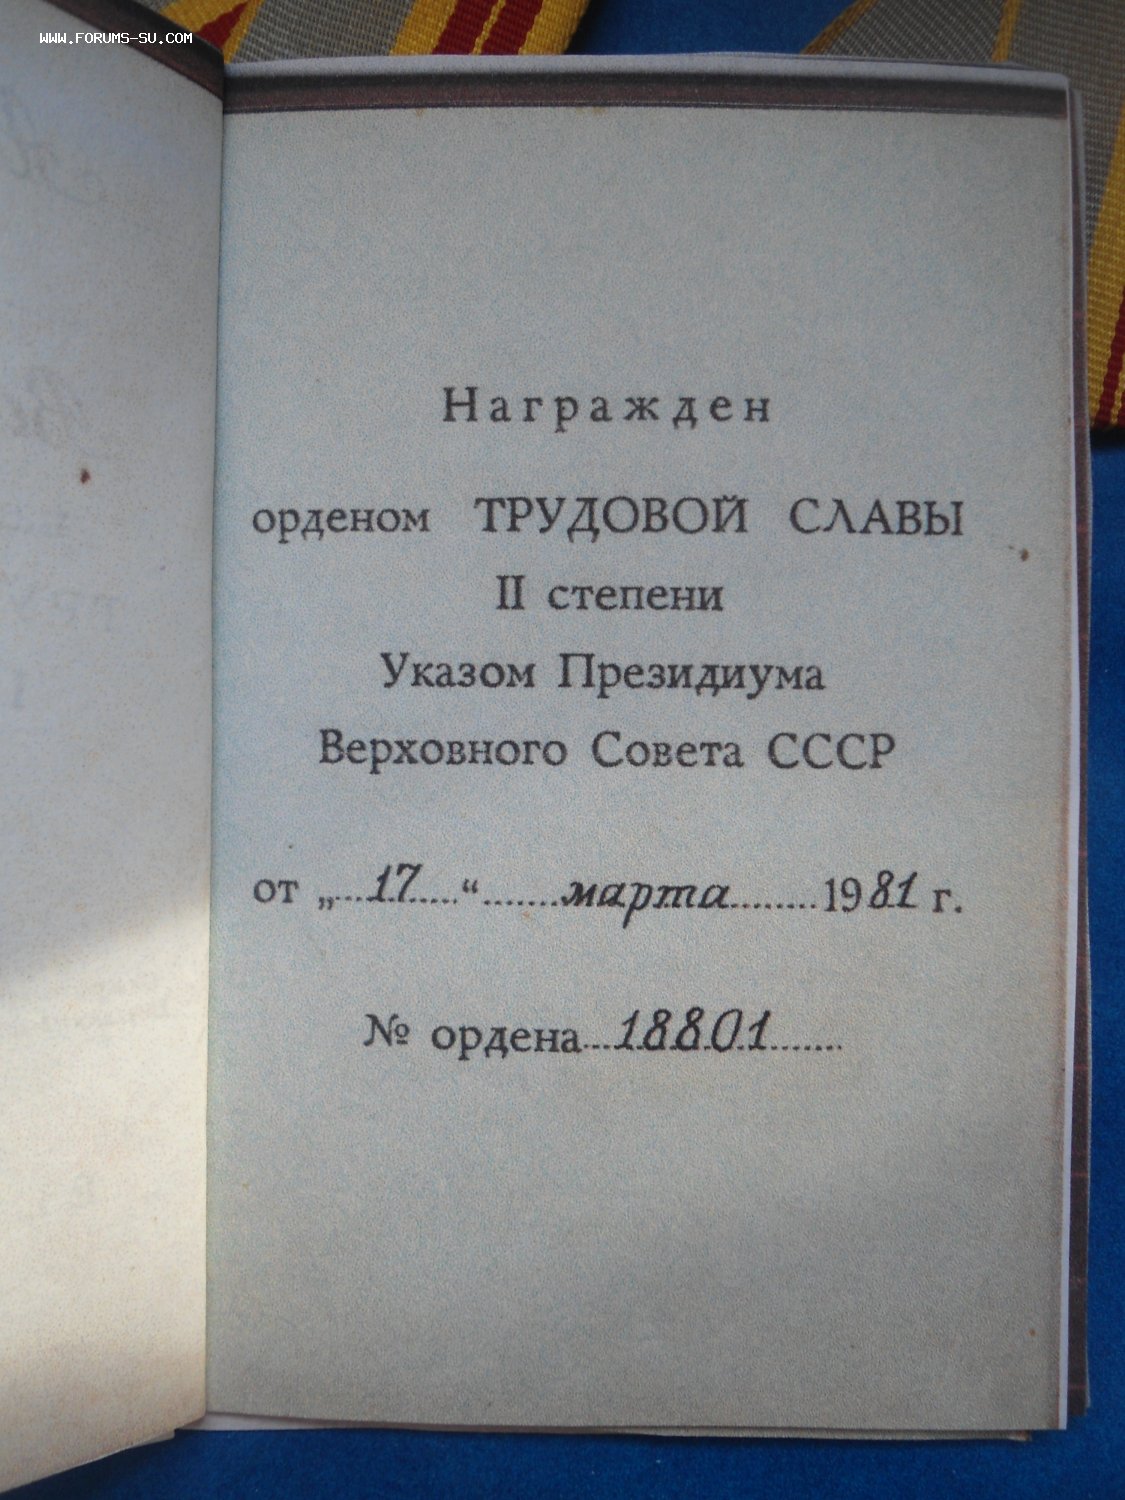 WWW.FORUMS-SU.COM
Награжден
орденом ТРУДОВОЙ СЛАВЫ
II степени
Указом Президиума
Верховного Совета СССР
от „....17.....“.......марта.........1981 г.
№ ордена...18801.......